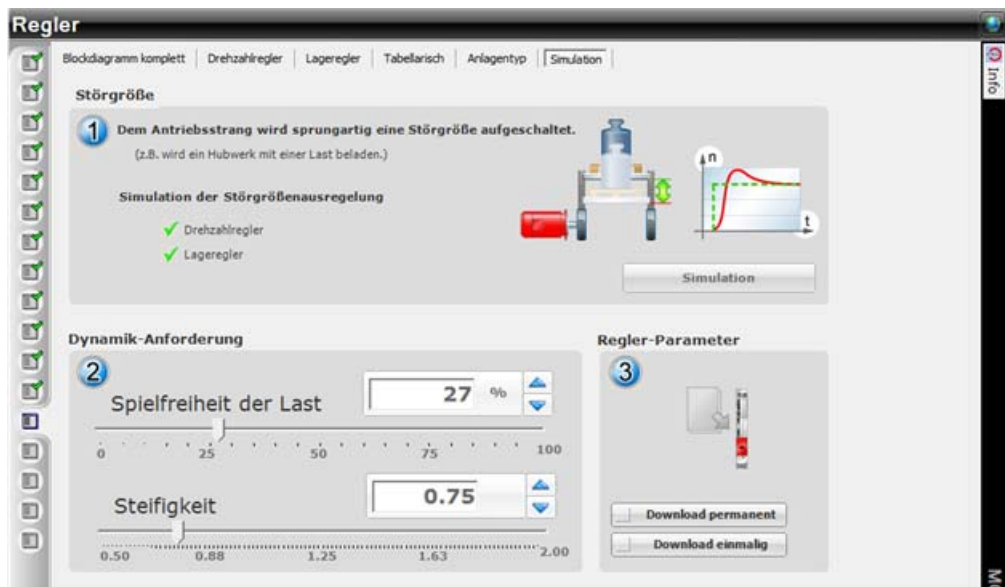 Regler
Info
Blockdiagramm komplett Drehzahlregler Lageregler Tabellarisch Anlagentyp Simulation
Störgröße
1 Dem Antriebsstrang wird sprungartig eine Störgröße aufgeschaltet.
(z.B. wird ein Hubwerk mit einer Last beladen.)
Simulation der Störgrößenausregelung
Drehzahlregler
Lageregler
n
t
Simulation
Dynamik-Anforderung
2
Spielfreiheit der Last 27 %
0 25 50 75 100
Steifigkeit 0.75
0.50 0.88 1.25 1.63 2.00
Regler-Parameter
3
Download permanent
Download einmalig